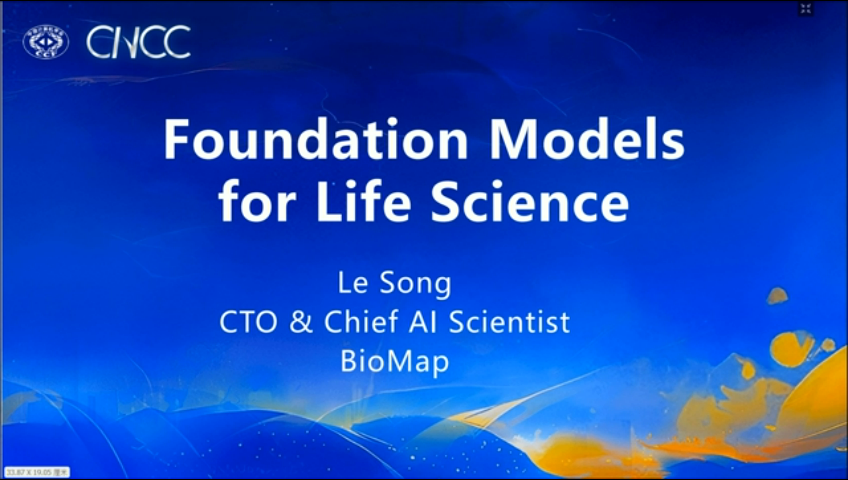 CNCC
Foundation Models
for Life Science
Le Song
CTO & Chief AI Scientist
BioMap
33.87 X 19.05 厘米